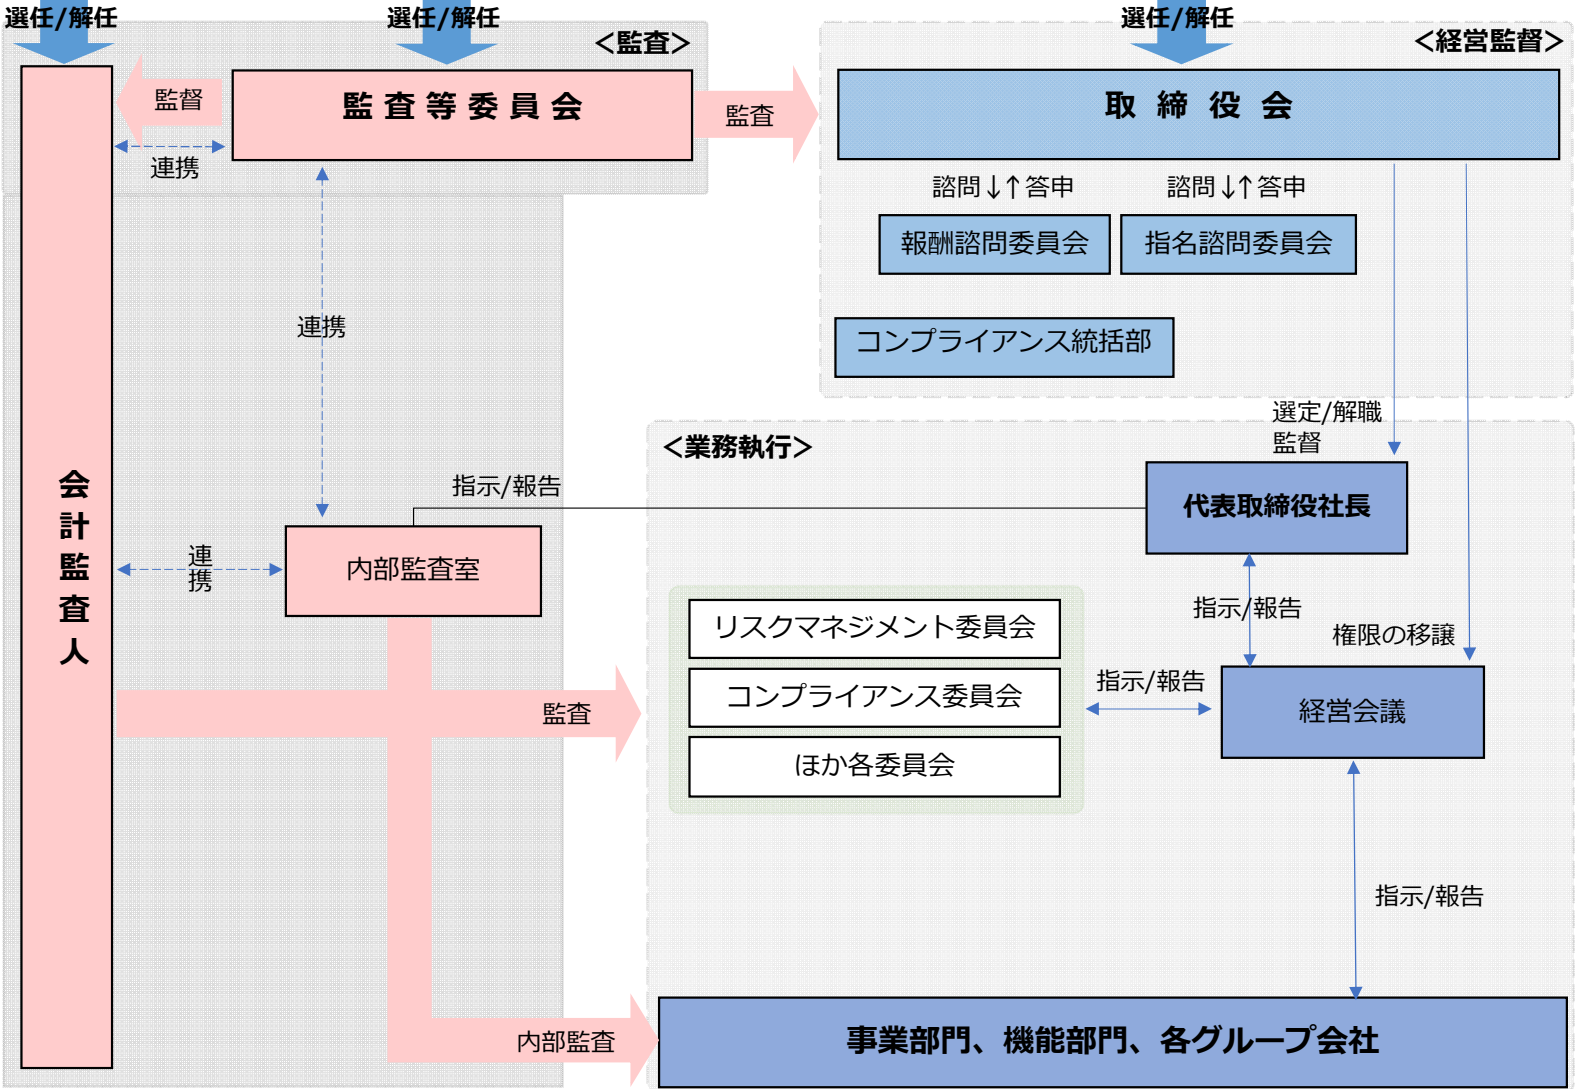 選任/解任
選任/解任
選任/解任
＜監査＞
＜経営監督＞
監督
監査等委員会
監査
取締役会
連携
諮問↓↑答申
諮問↓↑答申
報酬諮問委員会
指名諮問委員会
連携
コンプライアンス統括部
選定/解職
監督
＜業務執行＞
会計監査人
指示/報告
代表取締役社長
連携
内部監査室
指示/報告
リスクマネジメント委員会
権限の移譲
コンプライアンス委員会
指示/報告
監査
経営会議
ほか各委員会
指示/報告
内部監査
事業部門、機能部門、各グループ会社